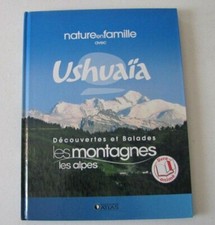 nature en famille
avec
Ushuaïa
Découvertes et Balades
les montagnes
les alpes